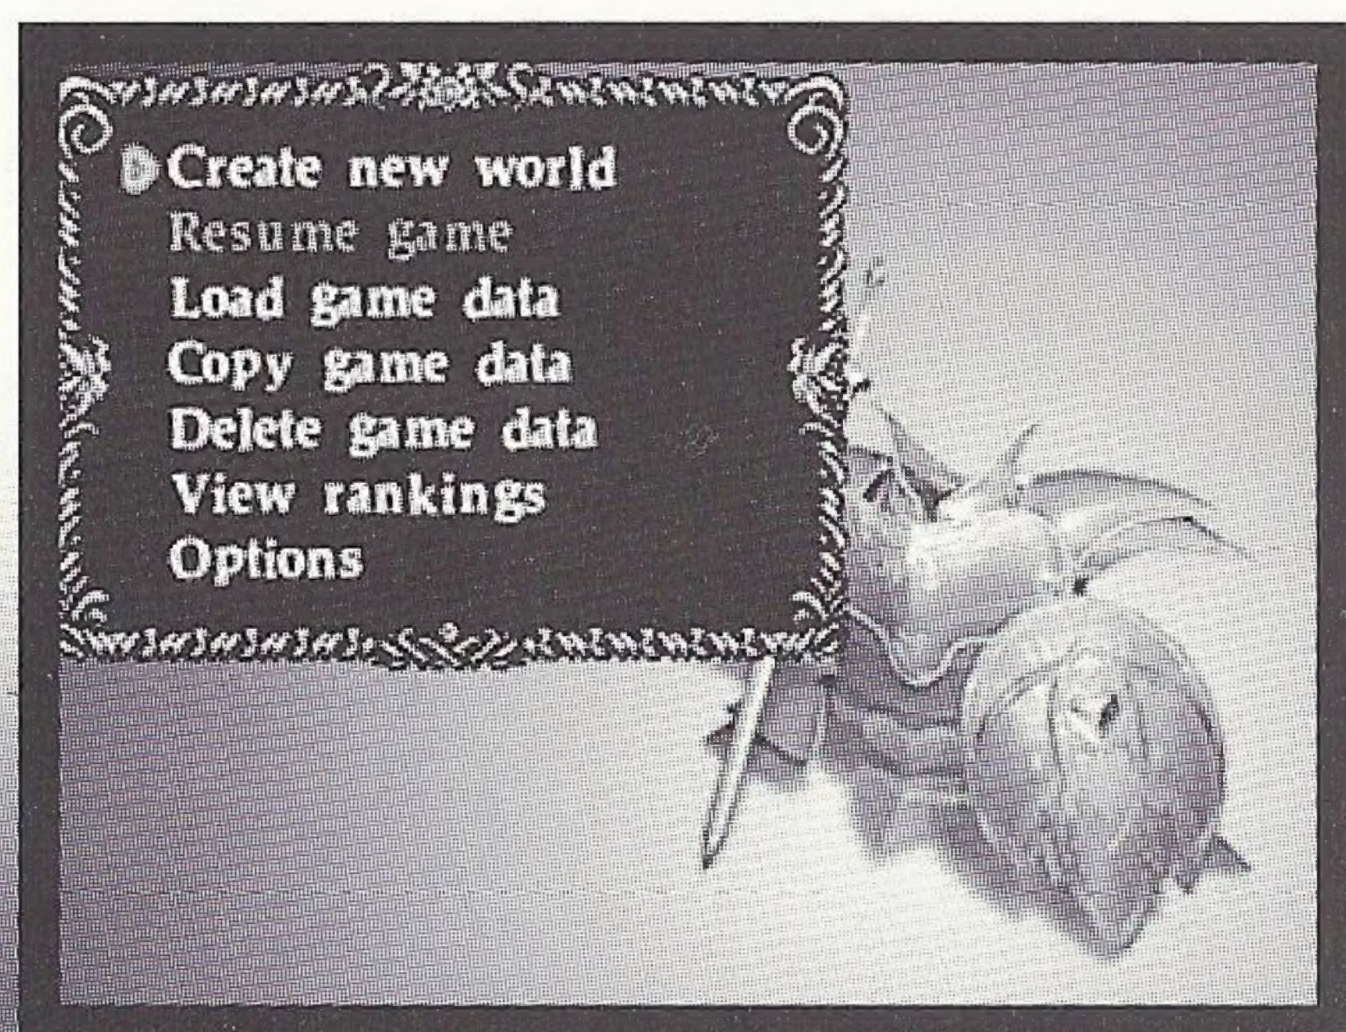 Create new world
Resume game
Load game data
Copy game data
Delete game data
View rankings
Options